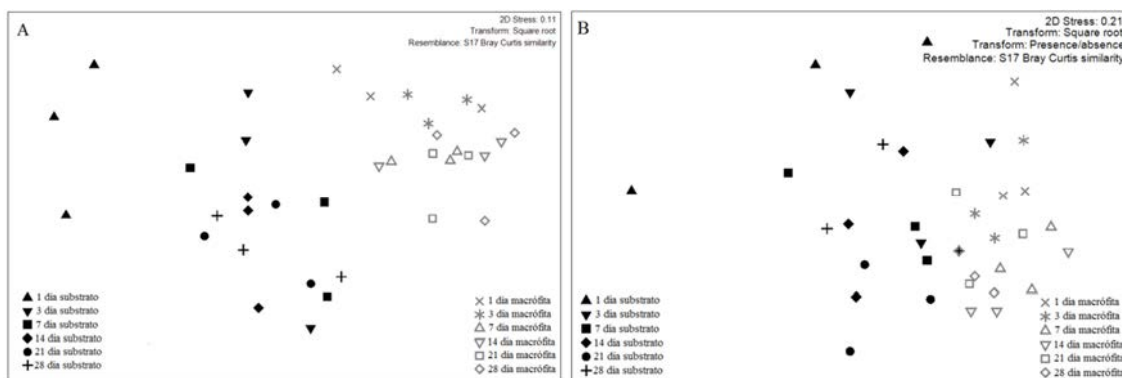 A
2D Stress: 0.11
Transform: Square root
Resemblance: S17 Bray Curtis similarity
1 dia substrato
3 dia substrato
7 dia substrato
14 dia substrato
21 dia substrato
28 dia substrato
1 dia macrófita
3 dia macrófita
7 dia macrófita
14 dia macrófita
21 dia macrófita
28 dia macrófita
B
2D Stress: 0.21
Transform: Square root
Transform: Presence/absence
Resemblance: S17 Bray Curtis similarity
1 dia substrato
3 dia substrato
7 dia substrato
14 dia substrato
21 dia substrato
28 dia substrato
1 dia macrófita
3 dia macrófita
7 dia macrófita
14 dia macrófita
21 dia macrófita
28 dia macrófita